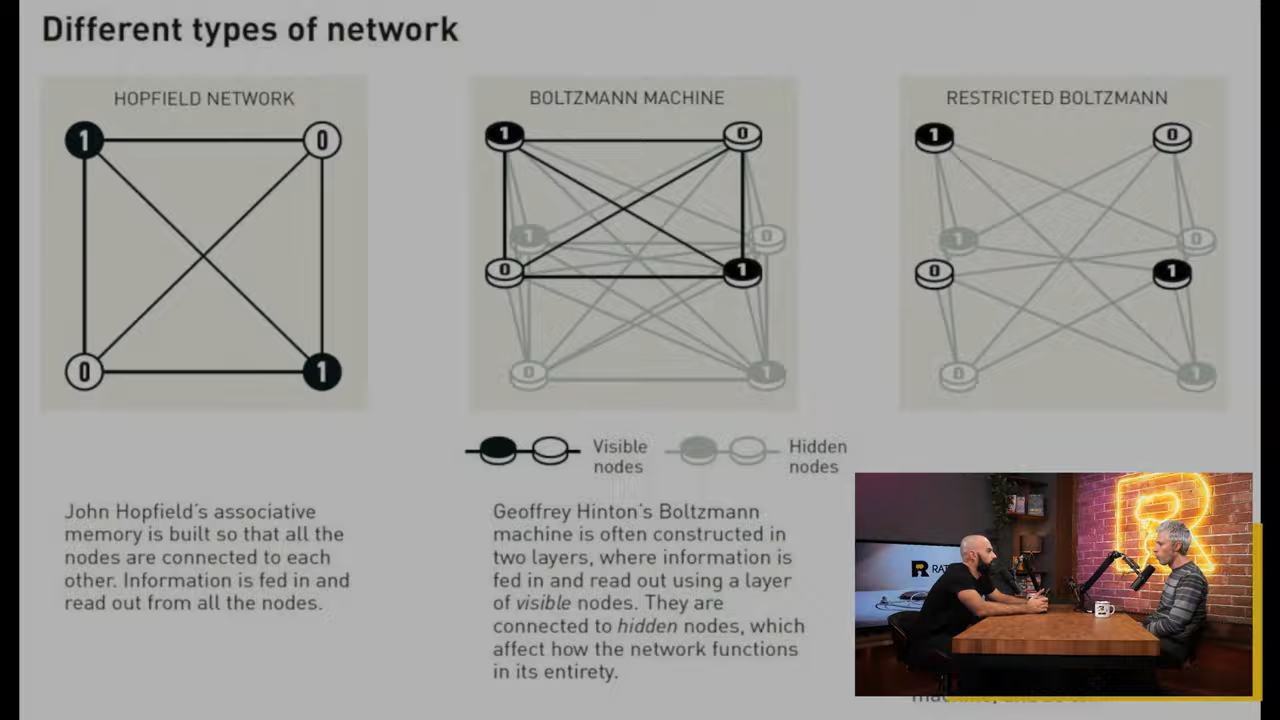 Different types of network
HOPFIELD NETWORK
1
0
0
1
BOLTZMANN MACHINE
1
0
1
0
0
1
0
1
RESTRICTED BOLTZMANN
1
0
1
0
0
1
0
1
Visible
nodes
Hidden
nodes
John Hopfield's associative
memory is built so that all the
nodes are connected to each
other. Information is fed in and
read out from all the nodes.
Geoffrey Hinton's Boltzmann
machine is often constructed in
two layers, where information is
fed in and read out using a layer
of visible nodes. They are
connected to hidden nodes, which
affect how the network functions
in its entirety.